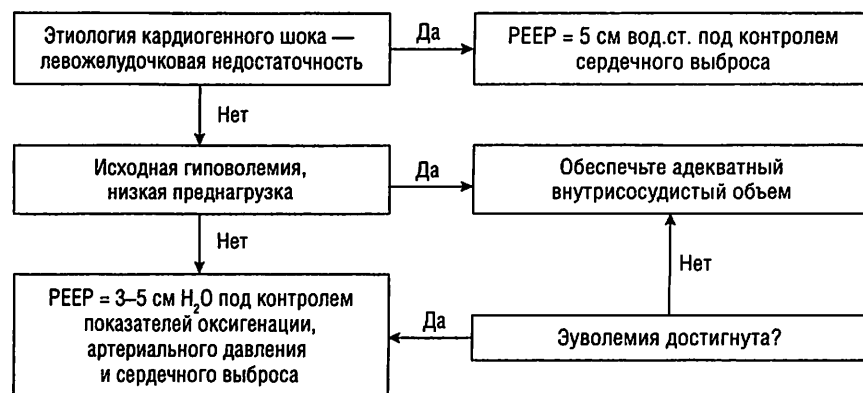 Этиология кардиогенного шока —
левожелудочковая недостаточность
Да
PEEP = 5 см вод.ст. под контролем
сердечного выброса
Нет
Исходная гиповолемия,
низкая преднагрузка
Да
Обеспечьте адекватный
внутрисосудистый объем
Нет
Нет
PEEP = 3–5 см H₂O под контролем
показателей оксигенации,
артериального давления
и сердечного выброса
Да
Эуволемия достигнута?